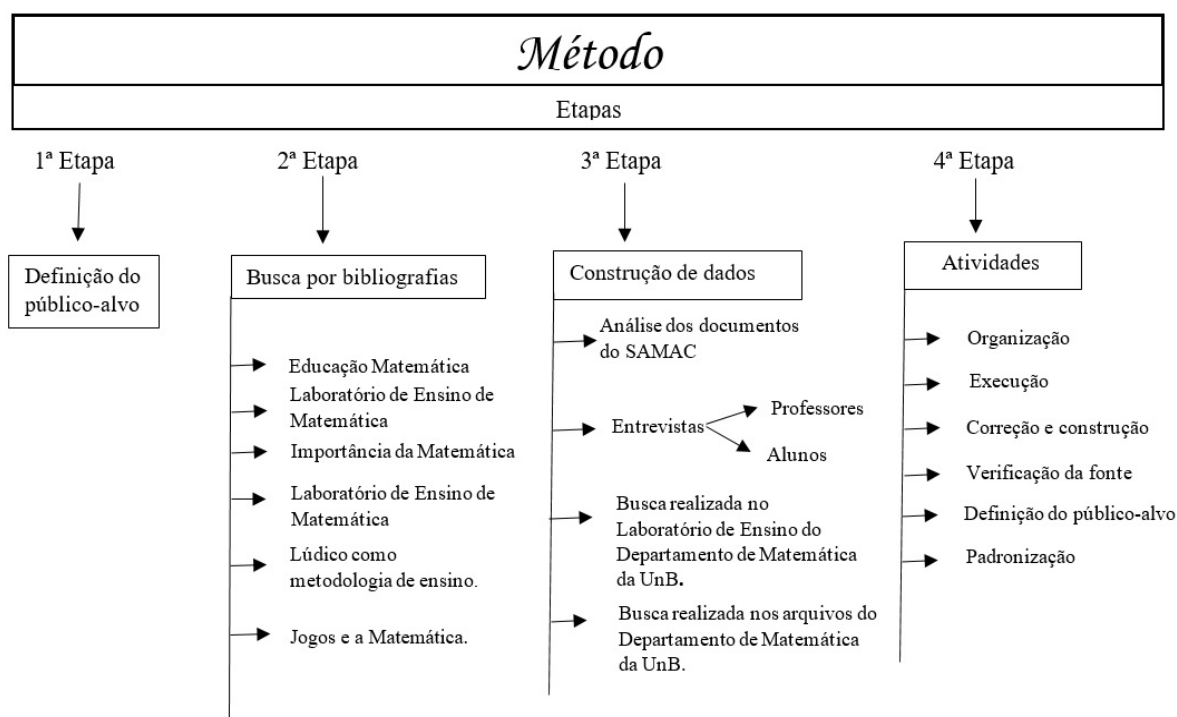 Método
Etapas
1ª Etapa
Definição do
público-alvo
2ª Etapa
Busca por bibliografias
Educação Matemática
Laboratório de Ensino de
Matemática
Importância da Matemática
Laboratório de Ensino de
Matemática
Lúdico como
metodologia de ensino.
Jogos e a Matemática.
3ª Etapa
Construção de dados
Análise dos documentos
do SAMAC
Entrevistas
Professores
Alunos
Busca realizada no
Laboratório de Ensino do
Departamento de Matemática
da UnB.
Busca realizada nos arquivos do
Departamento de Matemática
da UnB.
4ª Etapa
Atividades
Organização
Execução
Correção e construção
Verificação da fonte
Definição do público-alvo
Padronização